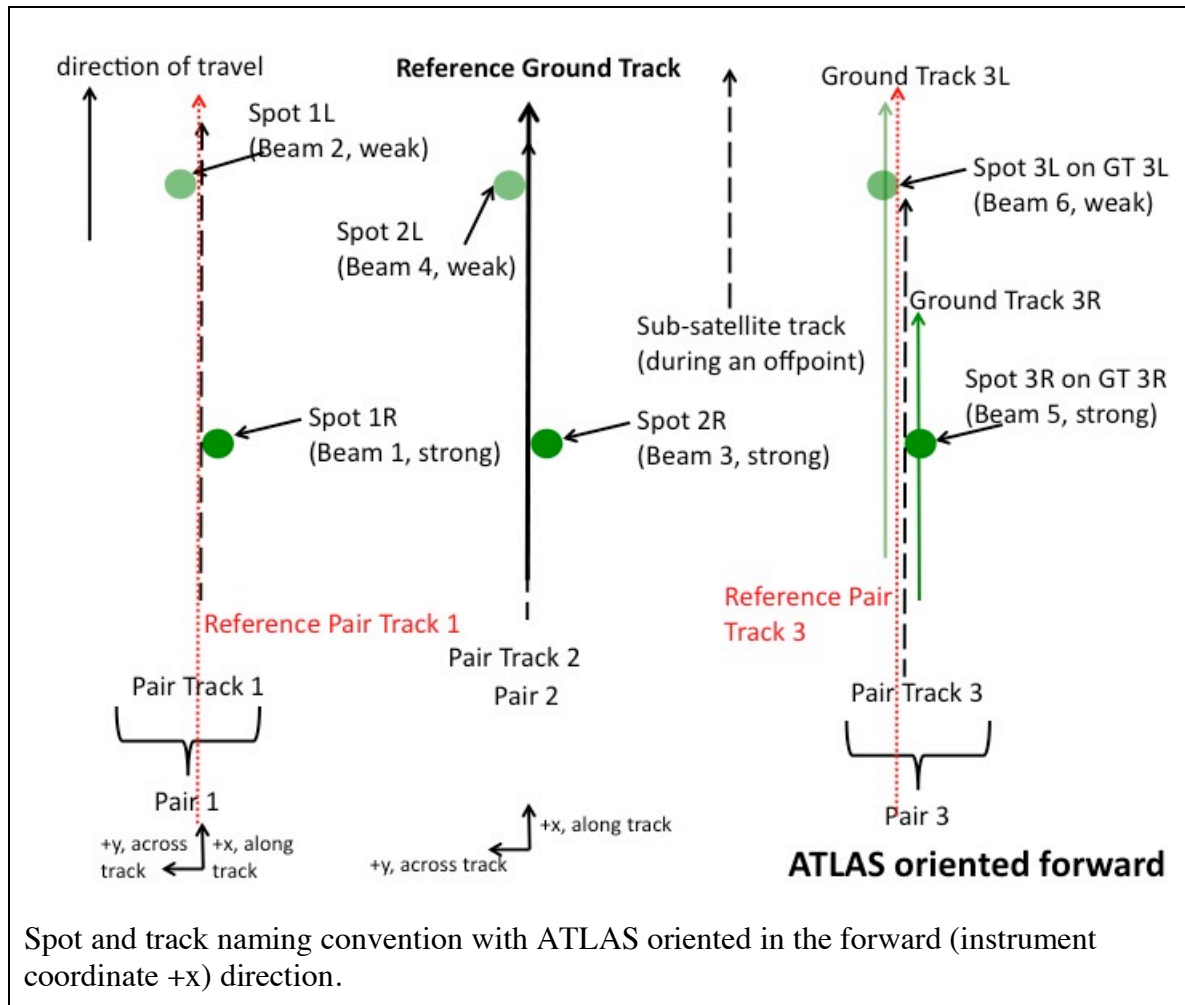 direction of travel
Reference Ground Track
Ground Track 3L
Spot 1L
(Beam 2, weak)
Spot 2L
(Beam 4, weak)
Spot 3L on GT 3L
(Beam 6, weak)
Sub-satellite track
(during an offpoint)
Ground Track 3R
Spot 1R
(Beam 1, strong)
Spot 2R
(Beam 3, strong)
Spot 3R on GT 3R
(Beam 5, strong)
Reference Pair Track 1
Reference Pair
Track 3
Pair Track 1
Pair 1
Pair Track 2
Pair 2
Pair Track 3
Pair 3
+y, across
track
+x, along
track
+x, along track
+y, across track
ATLAS oriented forward
Spot and track naming convention with ATLAS oriented in the forward (instrument
coordinate +x) direction.